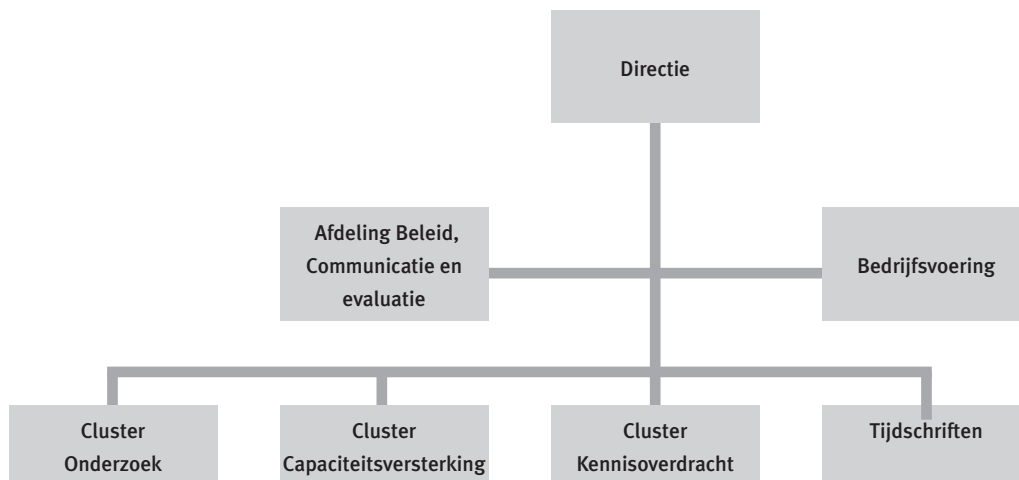 Directie
Afdeling Beleid,
Communicatie en
evaluatie
Bedrijfsvoering
Cluster
Onderzoek
Cluster
Capaciteitsversterking
Cluster
Kennisoverdracht
Tijdschriften